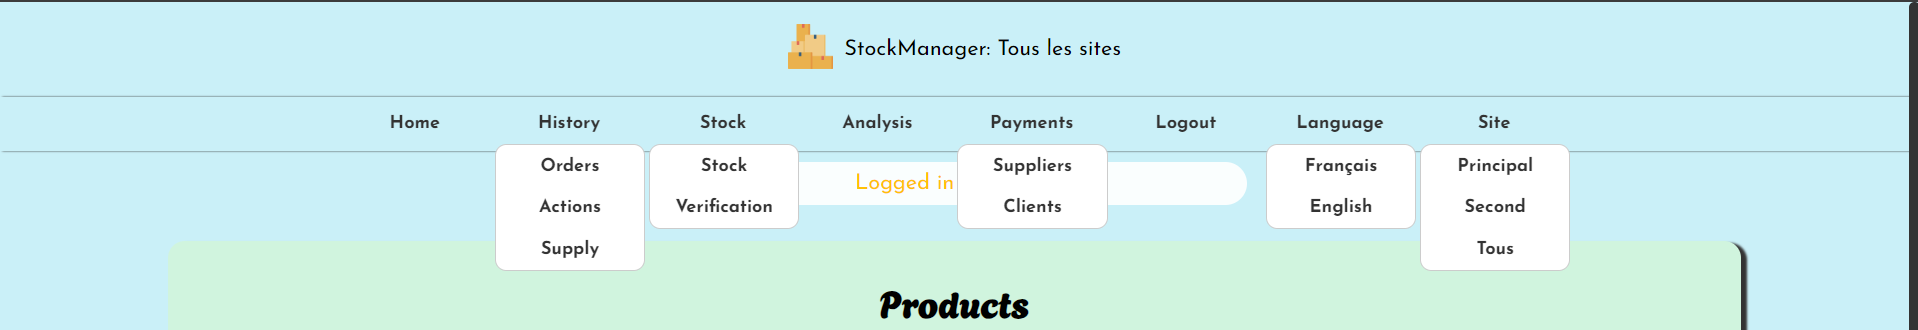 StockManager: Tous les sites
Home History Stock Analysis Payments Logout Language Site
Orders Stock Suppliers Français Principal
Logged in
Actions Verification Clients English Second
Supply Tous
Products